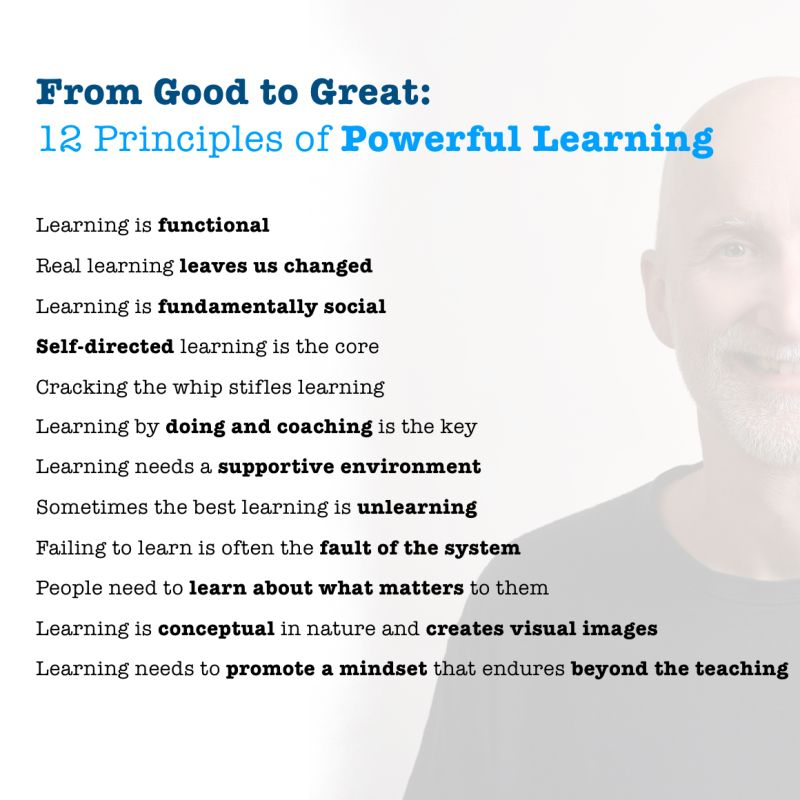 From Good to Great:
12 Principles of Powerful Learning
Learning is functional
Real learning leaves us changed
Learning is fundamentally social
Self-directed learning is the core
Cracking the whip stifles learning
Learning by doing and coaching is the key
Learning needs a supportive environment
Sometimes the best learning is unlearning
Failing to learn is often the fault of the system
People need to learn about what matters to them
Learning is conceptual in nature and creates visual images
Learning needs to promote a mindset that endures beyond the teaching